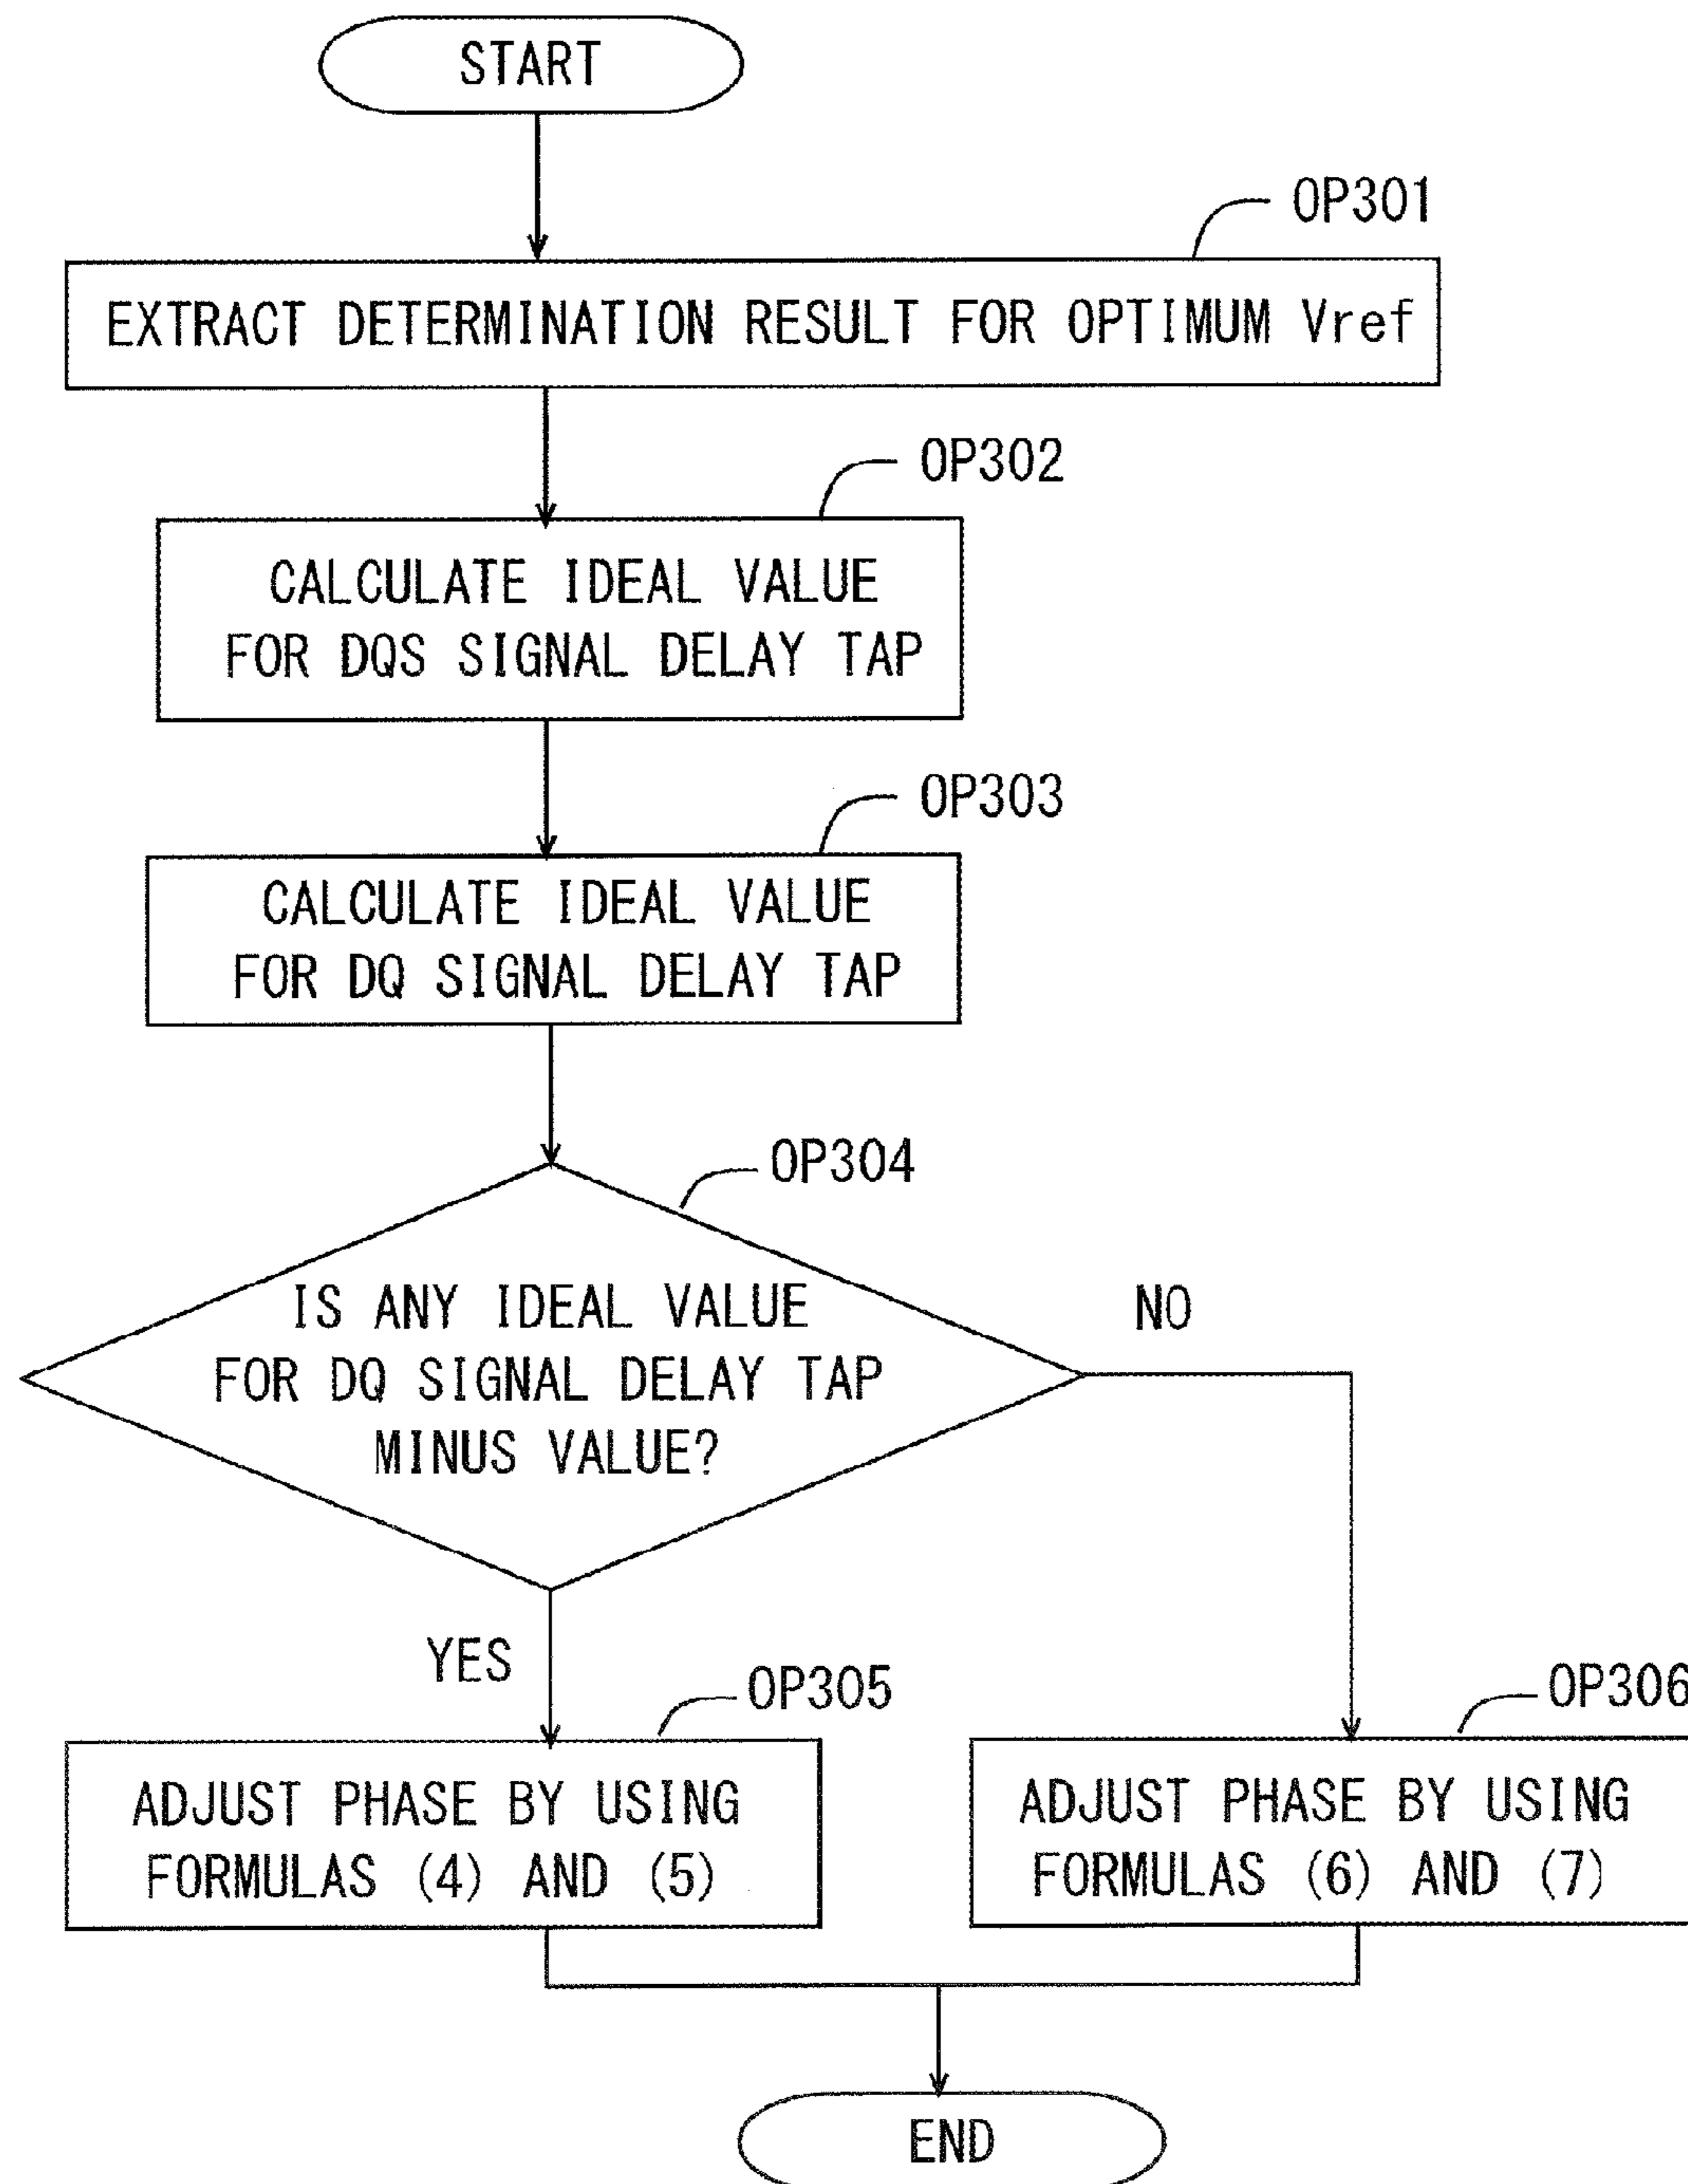 START
OP301
EXTRACT DETERMINATION RESULT FOR OPTIMUM Vref
OP302
CALCULATE IDEAL VALUE
FOR DQS SIGNAL DELAY TAP
OP303
CALCULATE IDEAL VALUE
FOR DQ SIGNAL DELAY TAP
OP304
IS ANY IDEAL VALUE
FOR DQ SIGNAL DELAY TAP
MINUS VALUE?
NO
YES
OP305
ADJUST PHASE BY USING
FORMULAS (4) AND (5)
OP306
ADJUST PHASE BY USING
FORMULAS (6) AND (7)
END